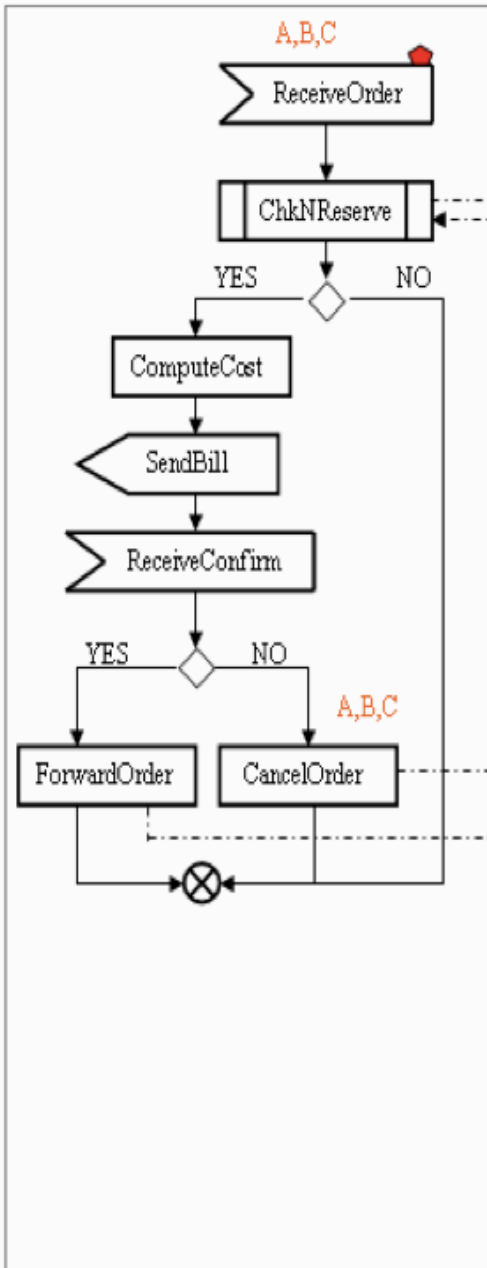 A,B,C
ReceiveOrder
ChkNReserve
YES
NO
ComputeCost
SendBill
ReceiveConfirm
YES
NO
A,B,C
ForwardOrder
CancelOrder